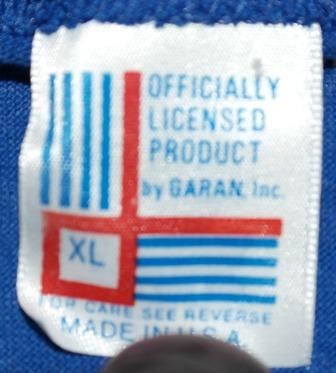 OFFICIALLY
LICENSED
PRODUCT
by GARAN, Inc.
XL
FOR CARE SEE REVERSE
MADE IN U.S.A.